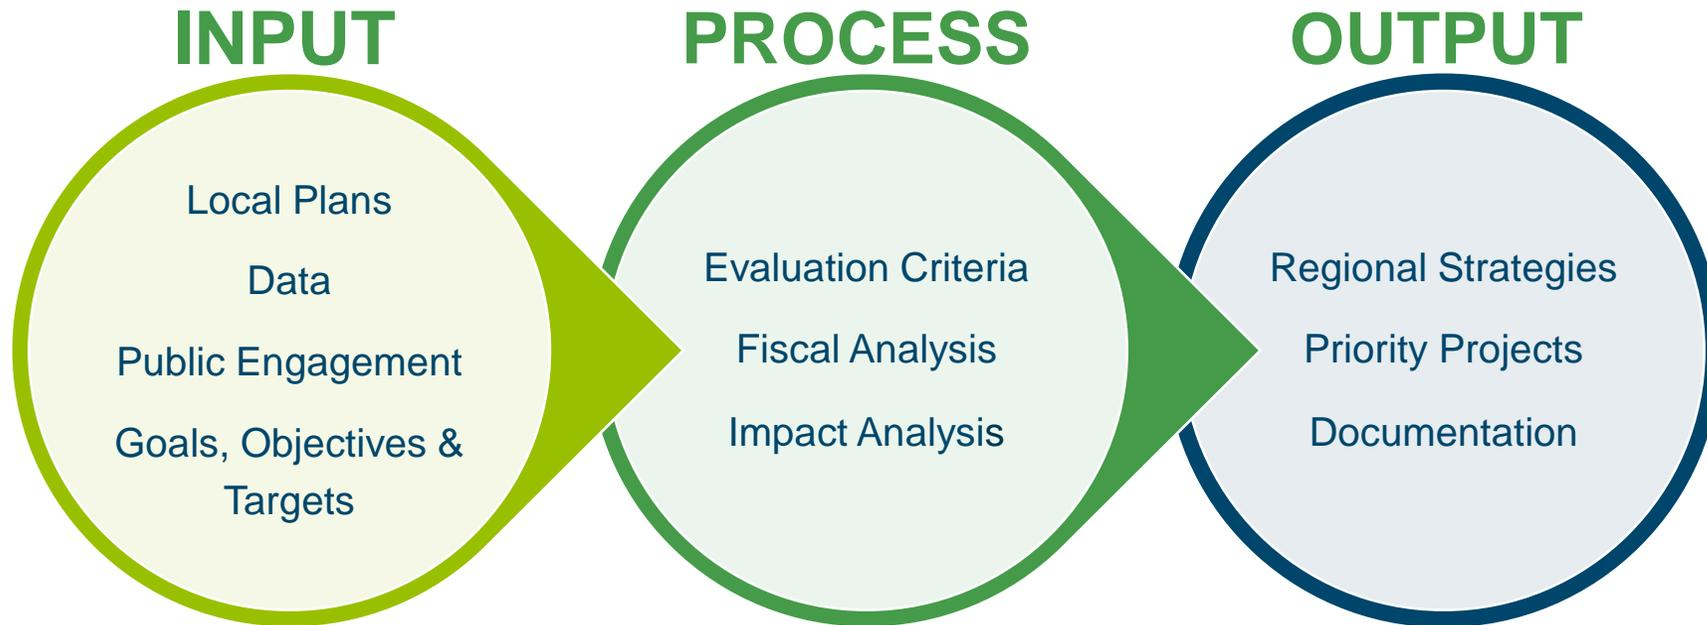 INPUT
Local Plans
Data
Public Engagement
Goals, Objectives &
Targets
PROCESS
Evaluation Criteria
Fiscal Analysis
Impact Analysis
OUTPUT
Regional Strategies
Priority Projects
Documentation